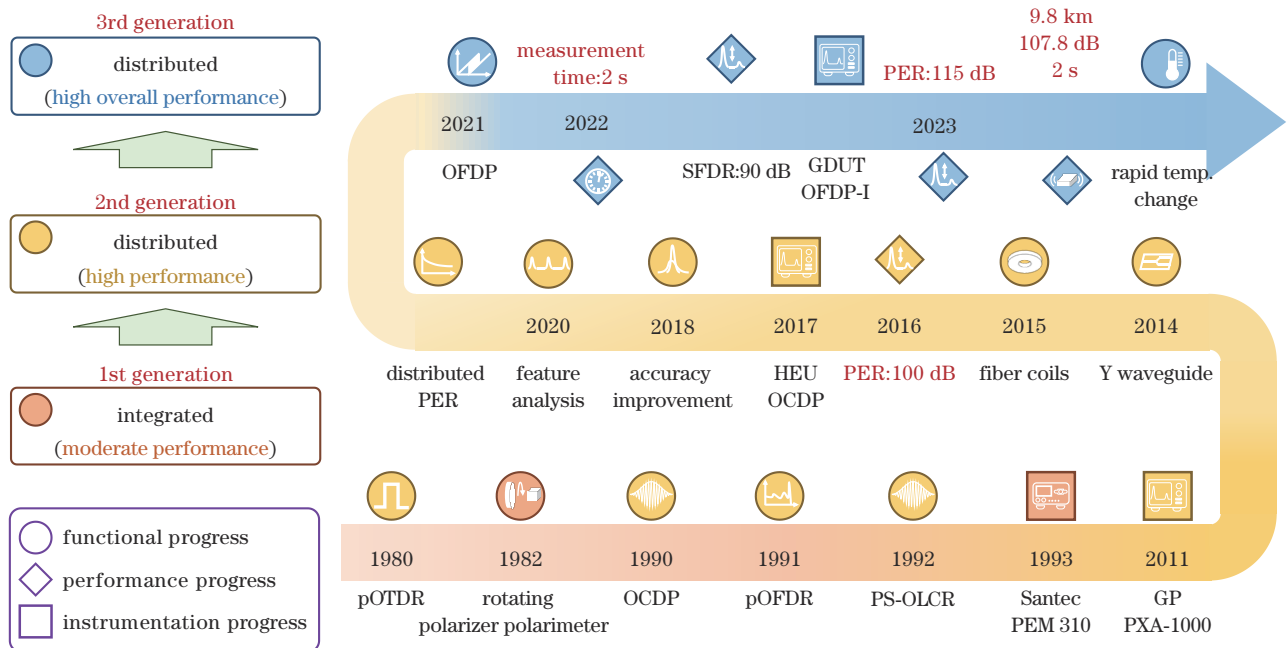 3rd generation
distributed
(high overall performance)
2nd generation
distributed
(high performance)
1st generation
integrated
(moderate performance)
functional progress
performance progress
instrumentation progress
measurement
time:2 s
PER:115 dB
9.8 km
107.8 dB
2 s
2021
2022
2023
OFDP
SFDR:90 dB
GDUT
OFDP-I
rapid temp.
change
2020
2018
2017
2016
2015
2014
distributed
PER
feature
analysis
accuracy
improvement
HEU
OCDP
PER:100 dB
fiber coils
Y waveguide
1980
1982
1990
1991
1992
1993
2011
pOTDR
rotating
polarizer polarimeter
OCDP
pOFDR
PS-OLCR
Santec
PEM 310
GP
PXA-1000